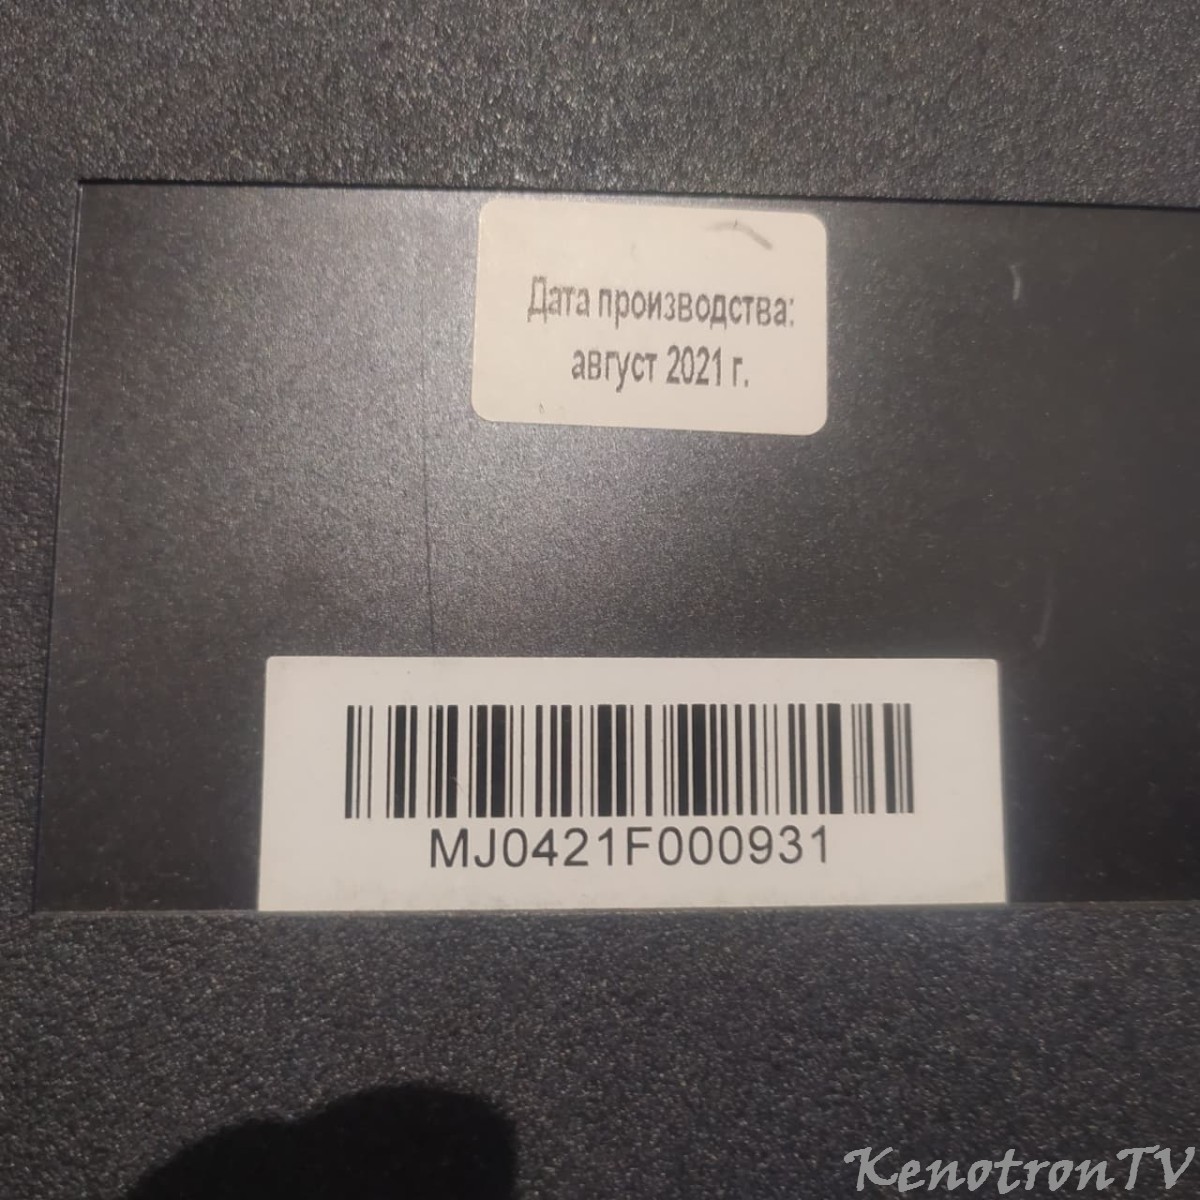 Дата производства:
август 2021 г.
MJ0421F000931
KenotronTV